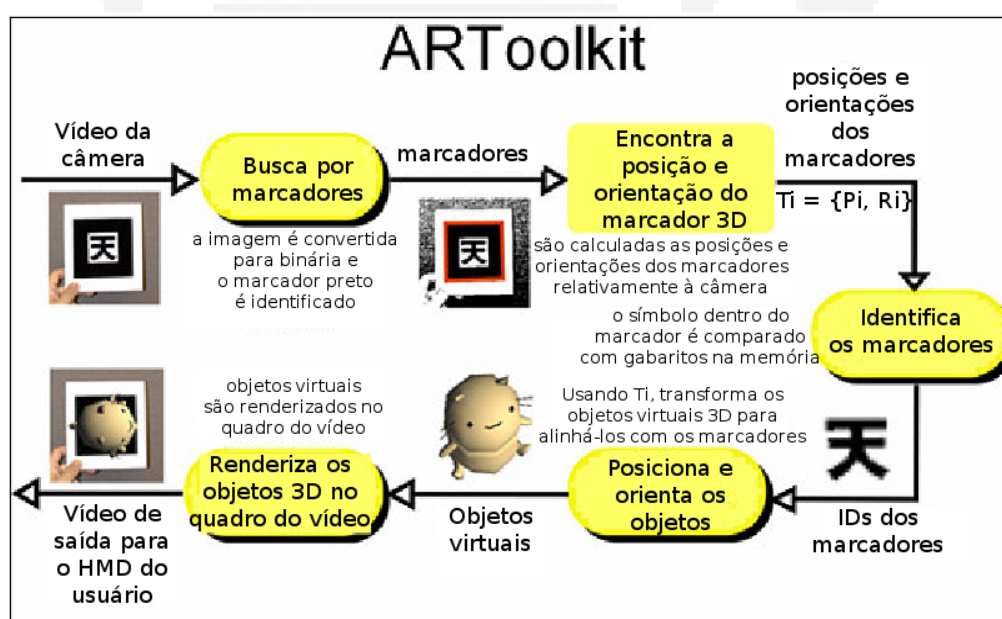 ARToolkit
Vídeo da
câmera
Busca por
marcadores
a imagem é convertida
para binária e
o marcador preto
é identificado
marcadores
Encontra a
posição e
orientação do
marcador 3D
são calculadas as posições e
orientações dos marcadores
relativamente à câmera
posições e
orientações
dos
marcadores
Ti = {Pi, Ri}
Identifica
os marcadores
o símbolo dentro do
marcador é comparado
com gabaritos na memória
天
IDs dos
marcadores
Posiciona e
orienta os
objetos
Usando Ti, transforma os
objetos virtuais 3D para
alinhá-los com os marcadores
Objetos
virtuais
Renderiza os
objetos 3D no
quadro do vídeo
objetos virtuais
são renderizados no
quadro do vídeo
Vídeo de
saída para
o HMD do
usuário
天
天